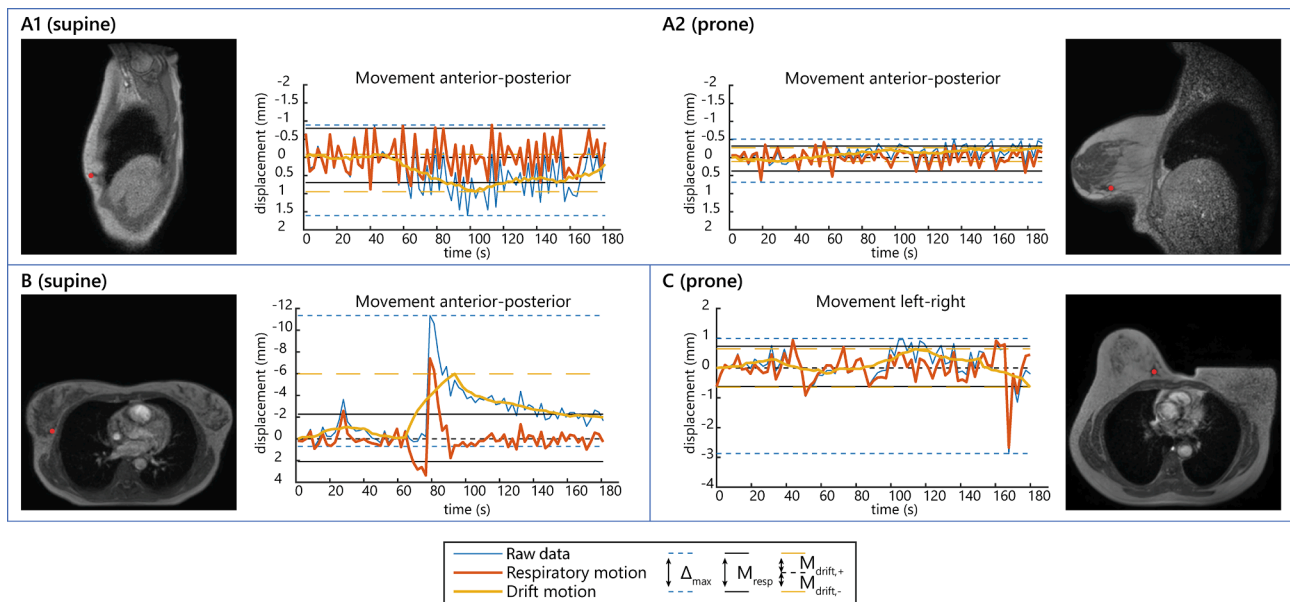 A1 (supine)
Movement anterior-posterior
displacement (mm)
-2
-1.5
-1
-0.5
0
0.5
1
1.5
2
0 20 40 60 80 100 120 140 160 180
time (s)
A2 (prone)
Movement anterior-posterior
displacement (mm)
-2
-1.5
-1
-0.5
0
0.5
1
1.5
2
0 20 40 60 80 100 120 140 160 180
time (s)
B (supine)
Movement anterior-posterior
displacement (mm)
-12
-10
-8
-6
-4
-2
0
2
4
0 20 40 60 80 100 120 140 160 180
time (s)
C (prone)
Movement left-right
displacement (mm)
2
1
0
-1
-2
-3
-4
0 20 40 60 80 100 120 140 160 180
time (s)
Raw data
Respiratory motion
Drift motion
Δmax
Mresp
Mdrift,+
Mdrift,-